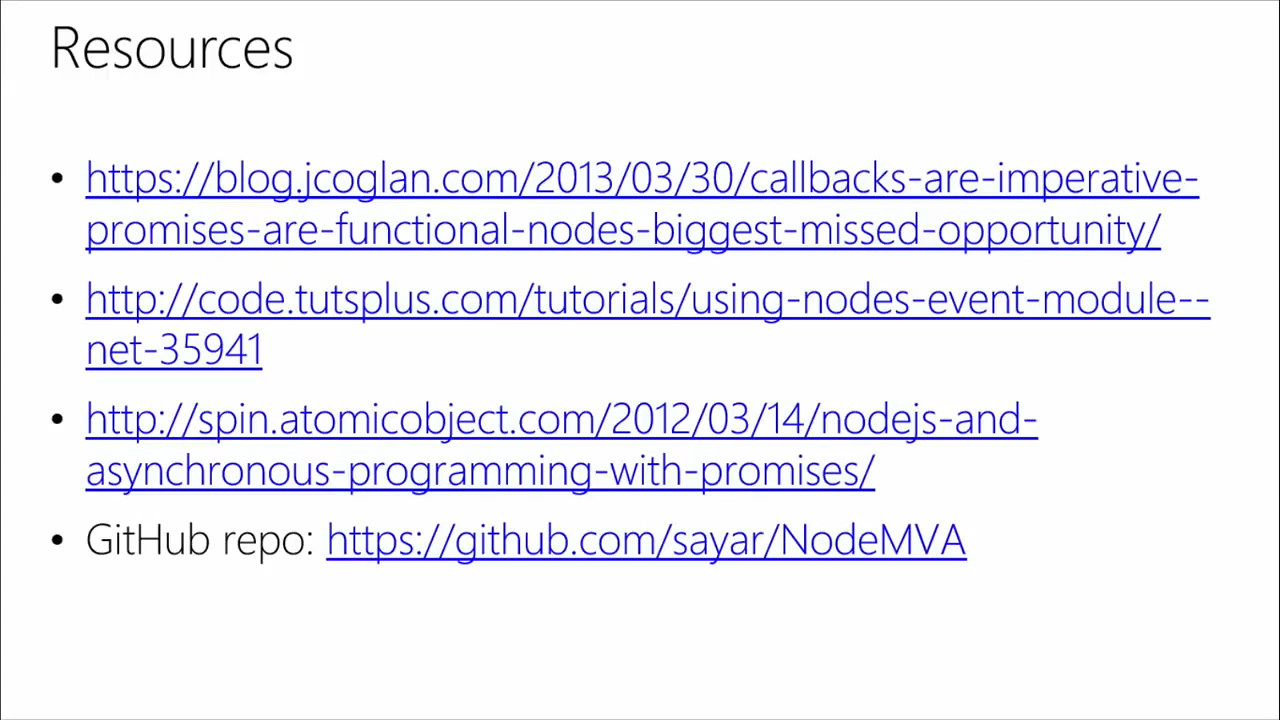 Resources
• https://blog.jcoglan.com/2013/03/30/callbacks-are-imperative-
promises-are-functional-nodes-biggest-missed-opportunity/
• http://code.tutsplus.com/tutorials/using-nodes-event-module--
net-35941
• http://spin.atomicobject.com/2012/03/14/nodejs-and-
asynchronous-programming-with-promises/
• GitHub repo: https://github.com/sayar/NodeMVA